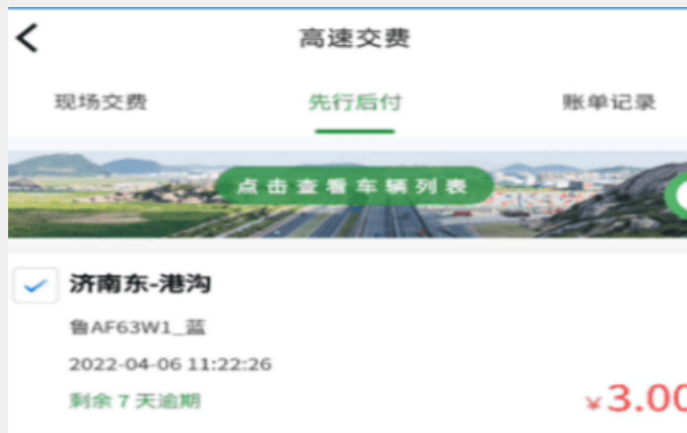 高速交费
现场交费 先行后付 账单记录
点击查看车辆列表
济南东-港沟
鲁AF63W1_蓝
2022-04-06 11:22:26
剩余 7 天逾期
¥3.00